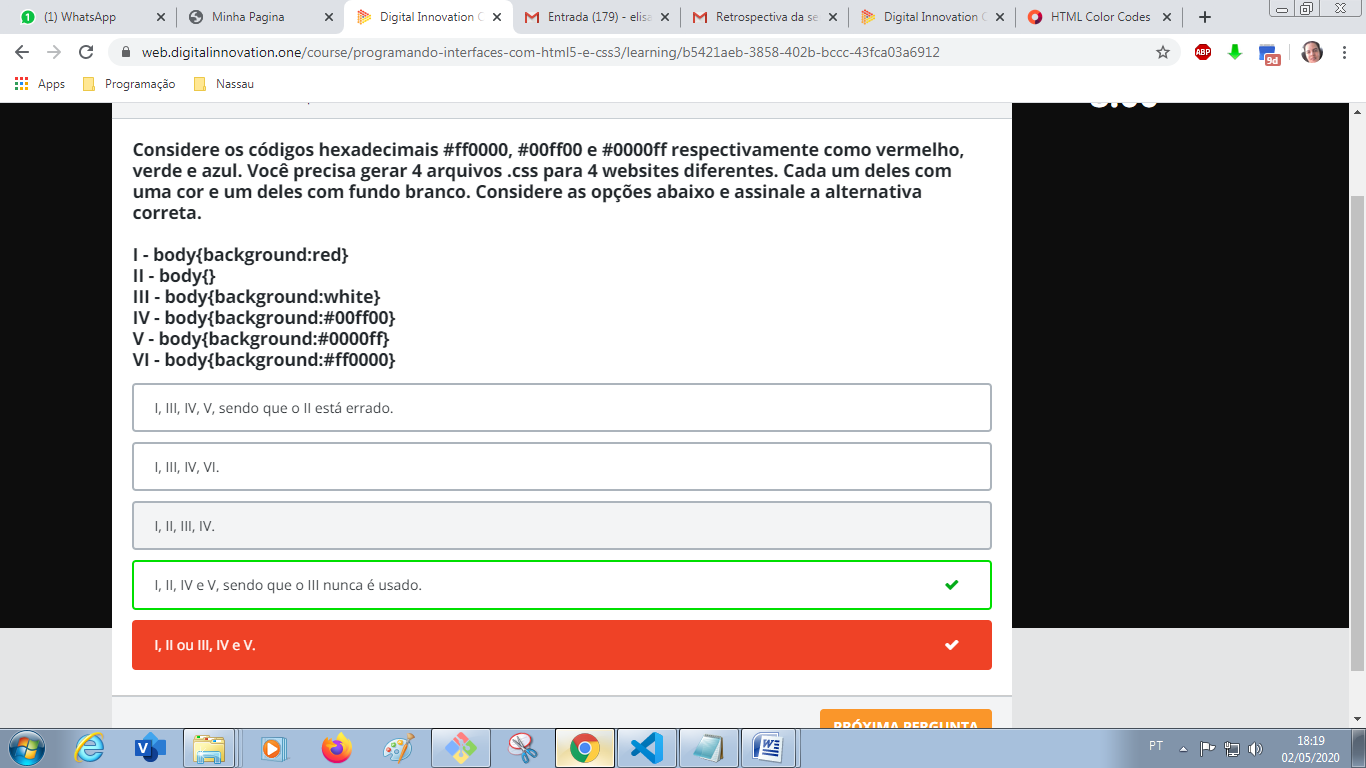 (1) WhatsApp
Minha Pagina
Digital Innovation C
Entrada (179) - elisa
Retrospectiva da se
Digital Innovation C
HTML Color Codes
web.digitalinnovation.one/course/programando-interfaces-com-html5-e-css3/learning/b5421aeb-3858-402b-bccc-43fca03a6912
ABP
9d
Apps
Programação
Nassau
Considere os códigos hexadecimais #ff0000, #00ff00 e #0000ff respectivamente como vermelho,
verde e azul. Você precisa gerar 4 arquivos .css para 4 websites diferentes. Cada um deles com
uma cor e um deles com fundo branco. Considere as opções abaixo e assinale a alternativa
correta.
I - body{background:red}
II - body{}
III - body{background:white}
IV - body{background:#00ff00}
V - body{background:#0000ff}
VI - body{background:#ff0000}
I, III, IV, V, sendo que o II está errado.
I, III, IV, VI.
I, II, III, IV.
I, II, IV e V, sendo que o III nunca é usado.
I, II ou III, IV e V.
PRÓXIMA PERGUNTA
PT
18:19
02/05/2020